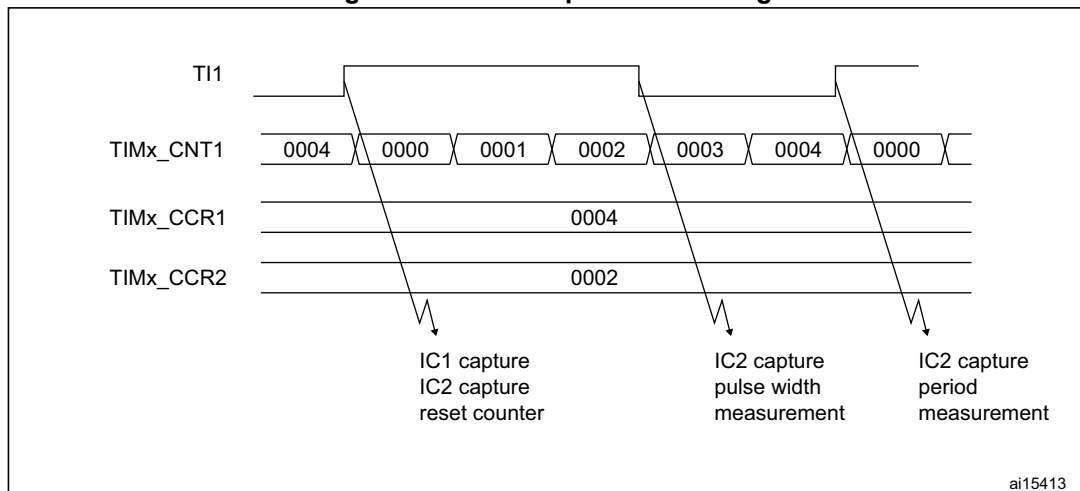 TI1
TIMx_CNT1 0004 0000 0001 0002 0003 0004 0000
TIMx_CCR1 0004
TIMx_CCR2 0002
IC1 capture
IC2 capture
reset counter
IC2 capture
pulse width
measurement
IC2 capture
period
measurement
ai15413